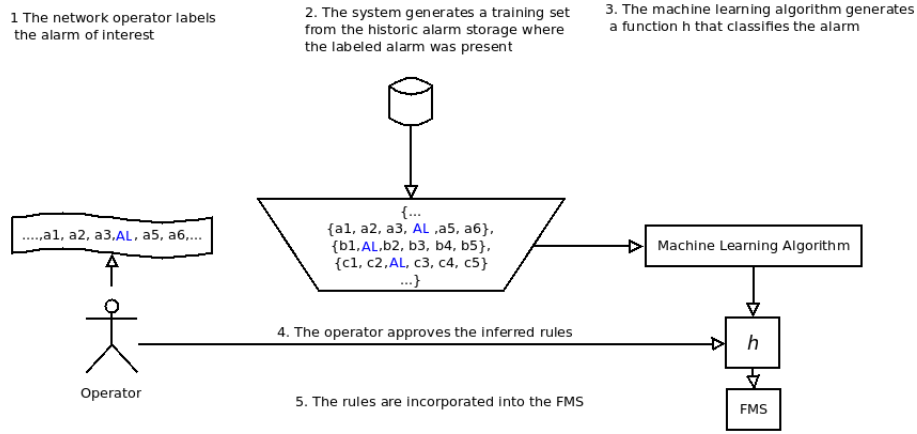 1 The network operator labels
the alarm of interest
2. The system generates a training set
from the historic alarm storage where
the labeled alarm was present
3. The machine learning algorithm generates
a function h that classifies the alarm
....,a1, a2, a3,AL , a5, a6,...
{...
{a1, a2, a3, AL ,a5, a6},
{b1,AL,b2, b3, b4, b5},
{c1, c2,AL, c3, c4, c5}
...}
Machine Learning Algorithm
4. The operator approves the inferred rules
h
Operator
5. The rules are incorporated into the FMS
FMS